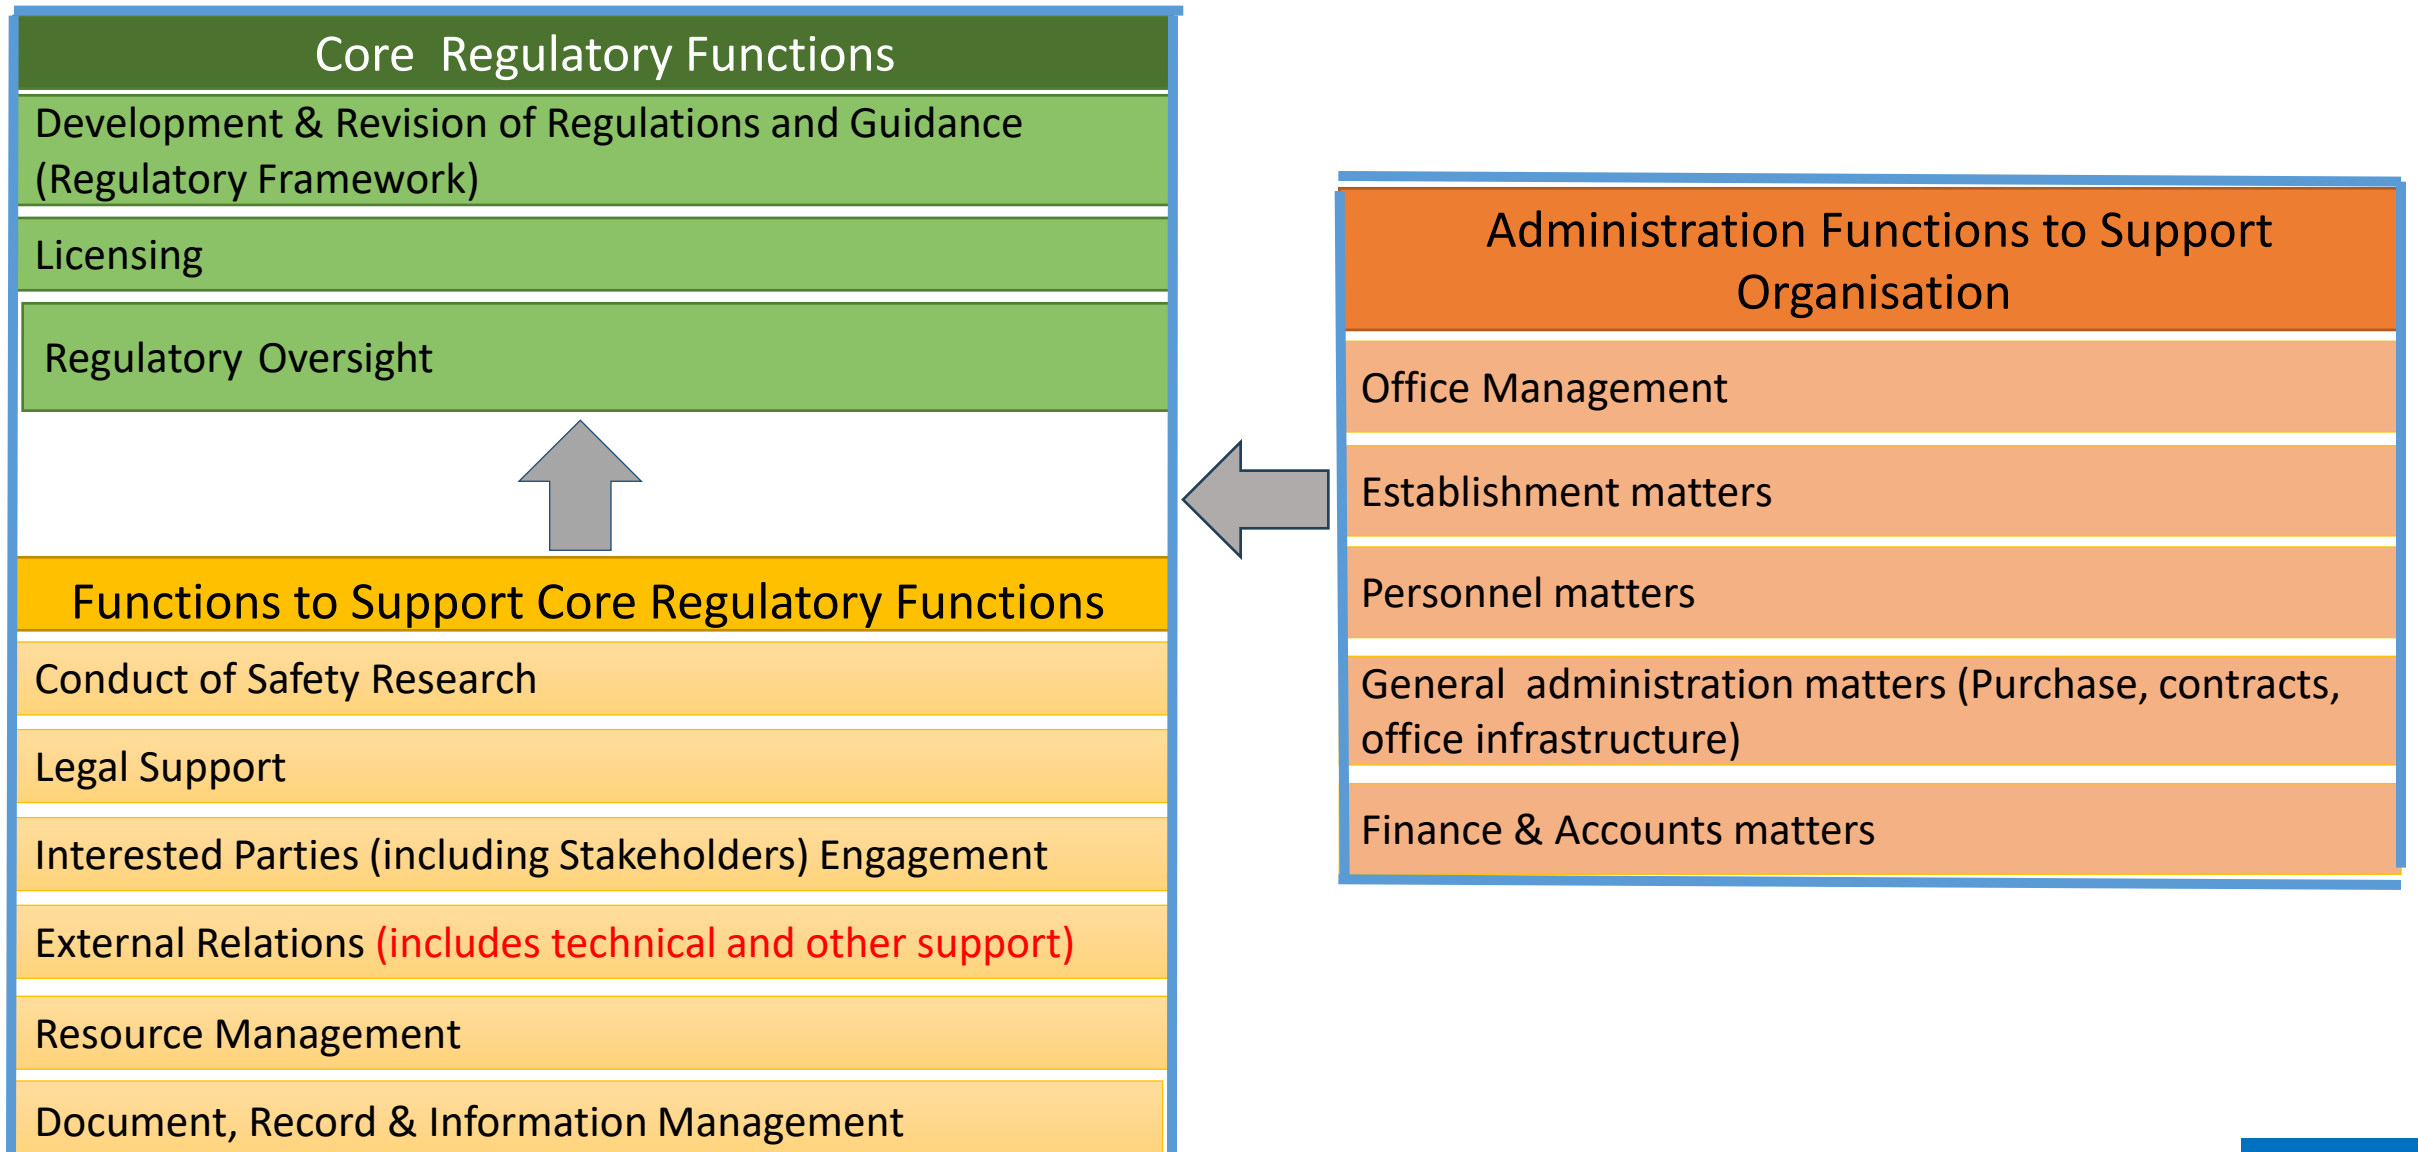 Core Regulatory Functions
Development & Revision of Regulations and Guidance
(Regulatory Framework)
Licensing
Regulatory Oversight
Functions to Support Core Regulatory Functions
Conduct of Safety Research
Legal Support
Interested Parties (including Stakeholders) Engagement
External Relations (includes technical and other support)
Resource Management
Document, Record & Information Management
Administration Functions to Support
Organisation
Office Management
Establishment matters
Personnel matters
General administration matters (Purchase, contracts,
office infrastructure)
Finance & Accounts matters